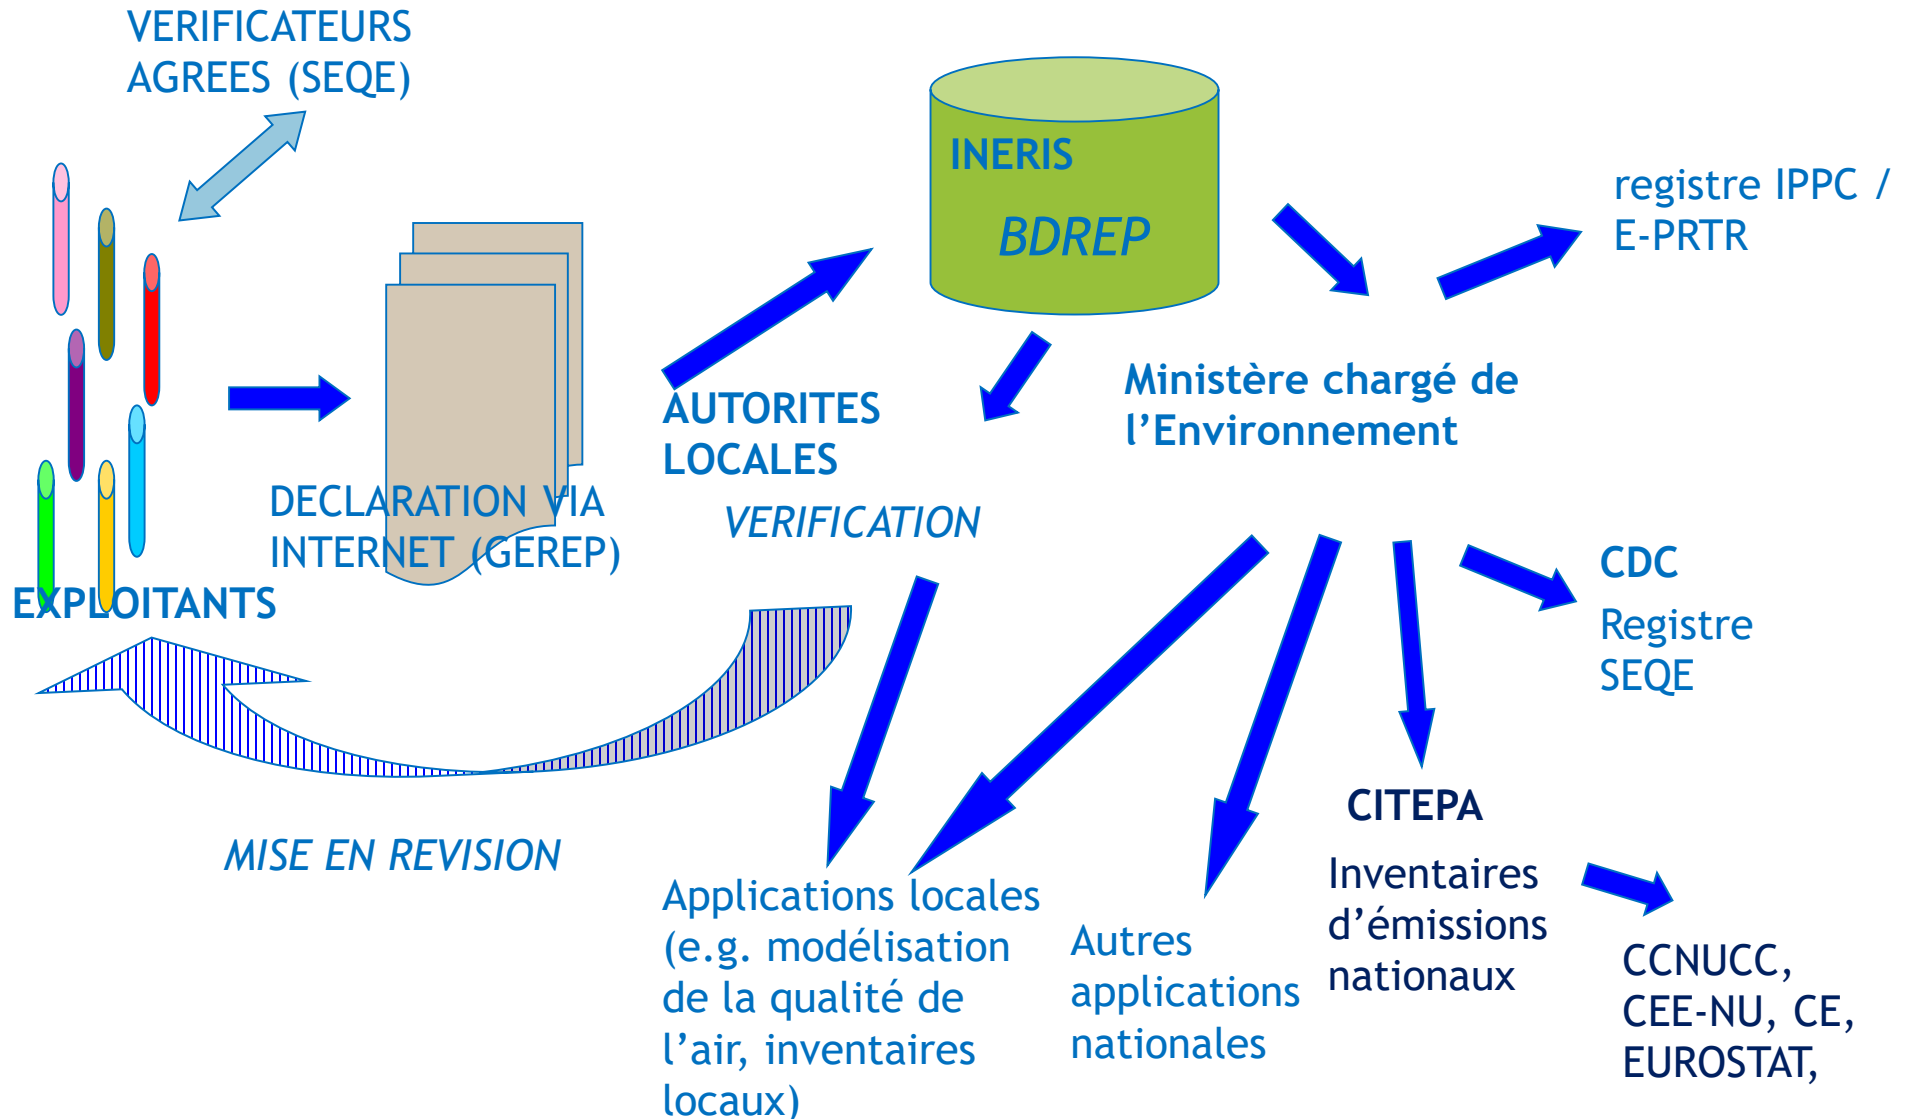 VERIFICATEURS
AGREES (SEQE)
INERIS
BDREP
registre IPPC /
E-PRTR
Ministère chargé de
l’Environnement
AUTORITES
LOCALES
VERIFICATION
DECLARATION VIA
INTERNET (GEREP)
EXPLOITANTS
CDC
Registre
SEQE
MISE EN REVISION
Applications locales
(e.g. modélisation
de la qualité de
l’air, inventaires
locaux)
Autres
applications
nationales
CITEPA
Inventaires
d’émissions
nationaux
CCNUCC,
CEE-NU, CE,
EUROSTAT,